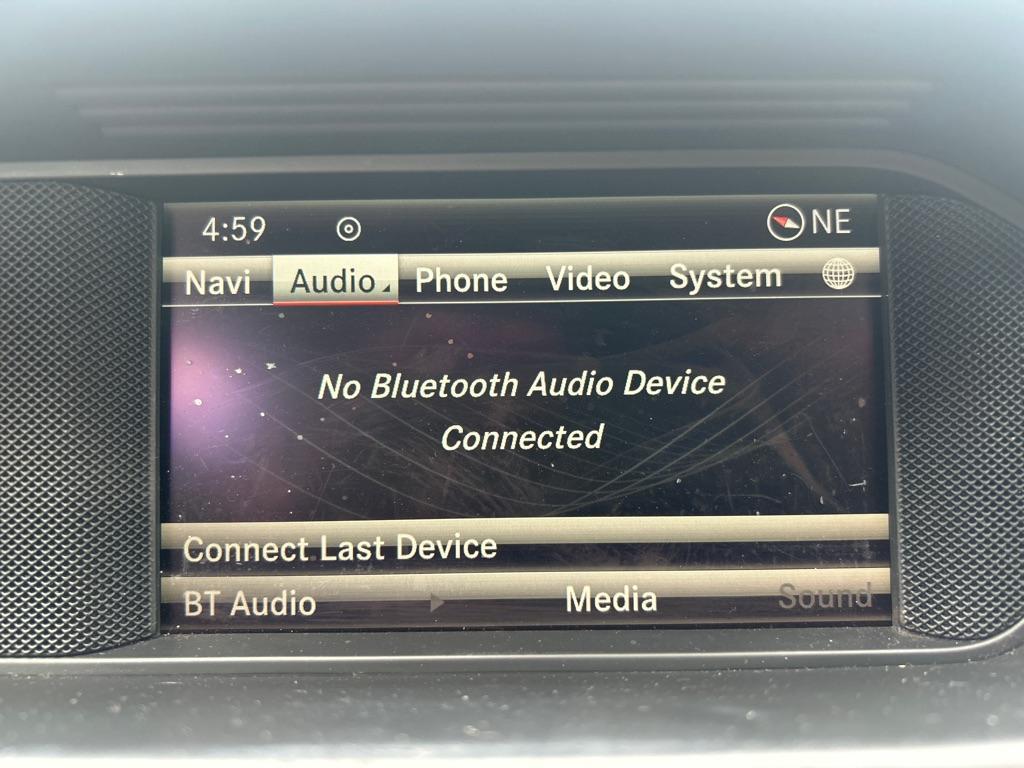 4:59 NE
Navi Audio Phone Video System
No Bluetooth Audio Device
Connected
Connect Last Device
BT Audio Media Sound